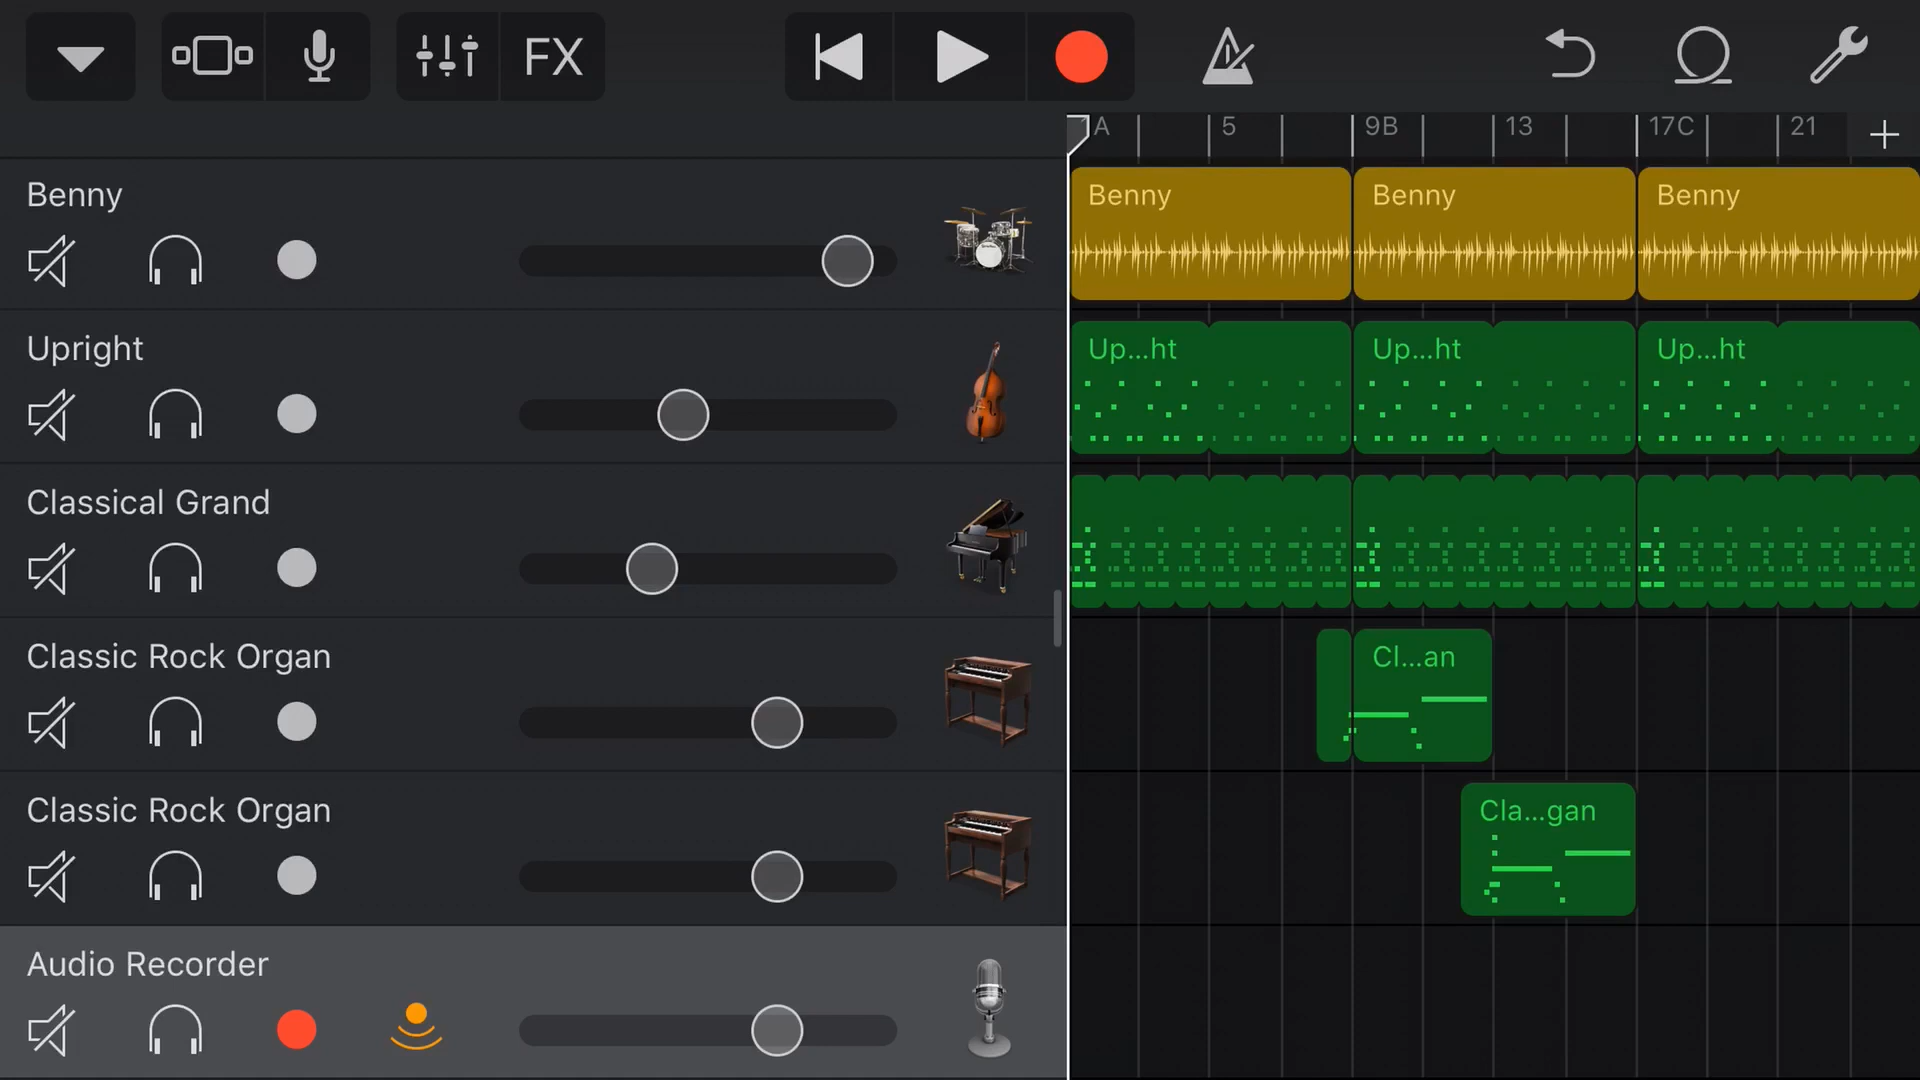 FX
A 5 9B 13 17C 21
Benny
Benny Benny Benny
Upright
Up...ht Up...ht Up...ht
Classical Grand
Classic Rock Organ
Cl...an
Classic Rock Organ
Cla...gan
Audio Recorder